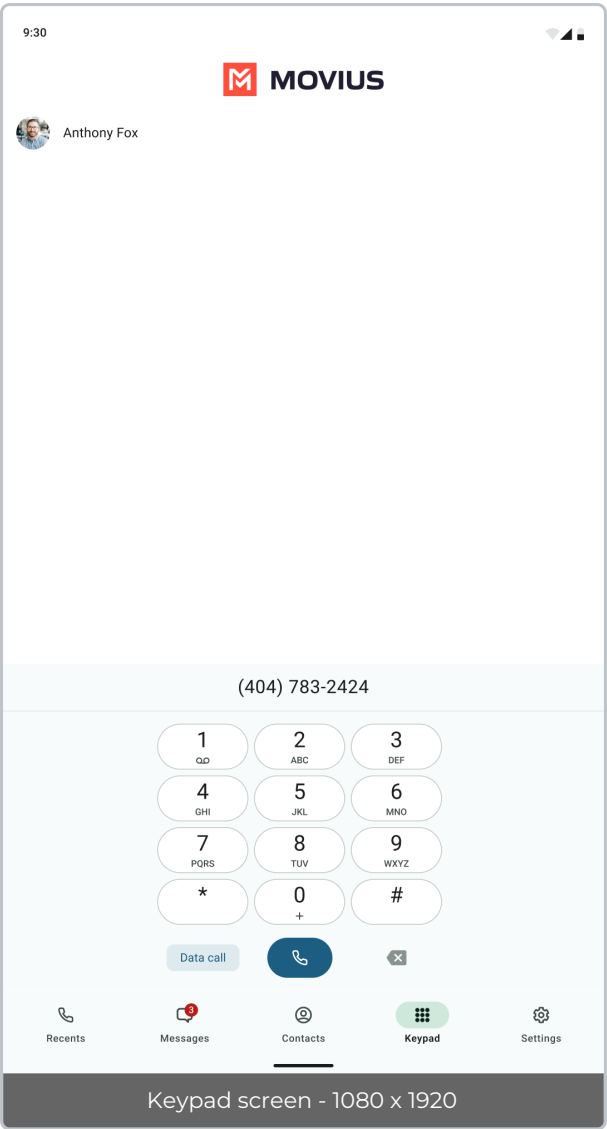 9:30
MOVIUS
Anthony Fox
(404) 783-2424
1 2 3
ABC DEF
4 5 6
GHI JKL MNO
7 8 9
PQRS TUV WXYZ
* 0 #
+
Data call
3
Recents Messages Contacts Keypad Settings
Keypad screen - 1080 x 1920